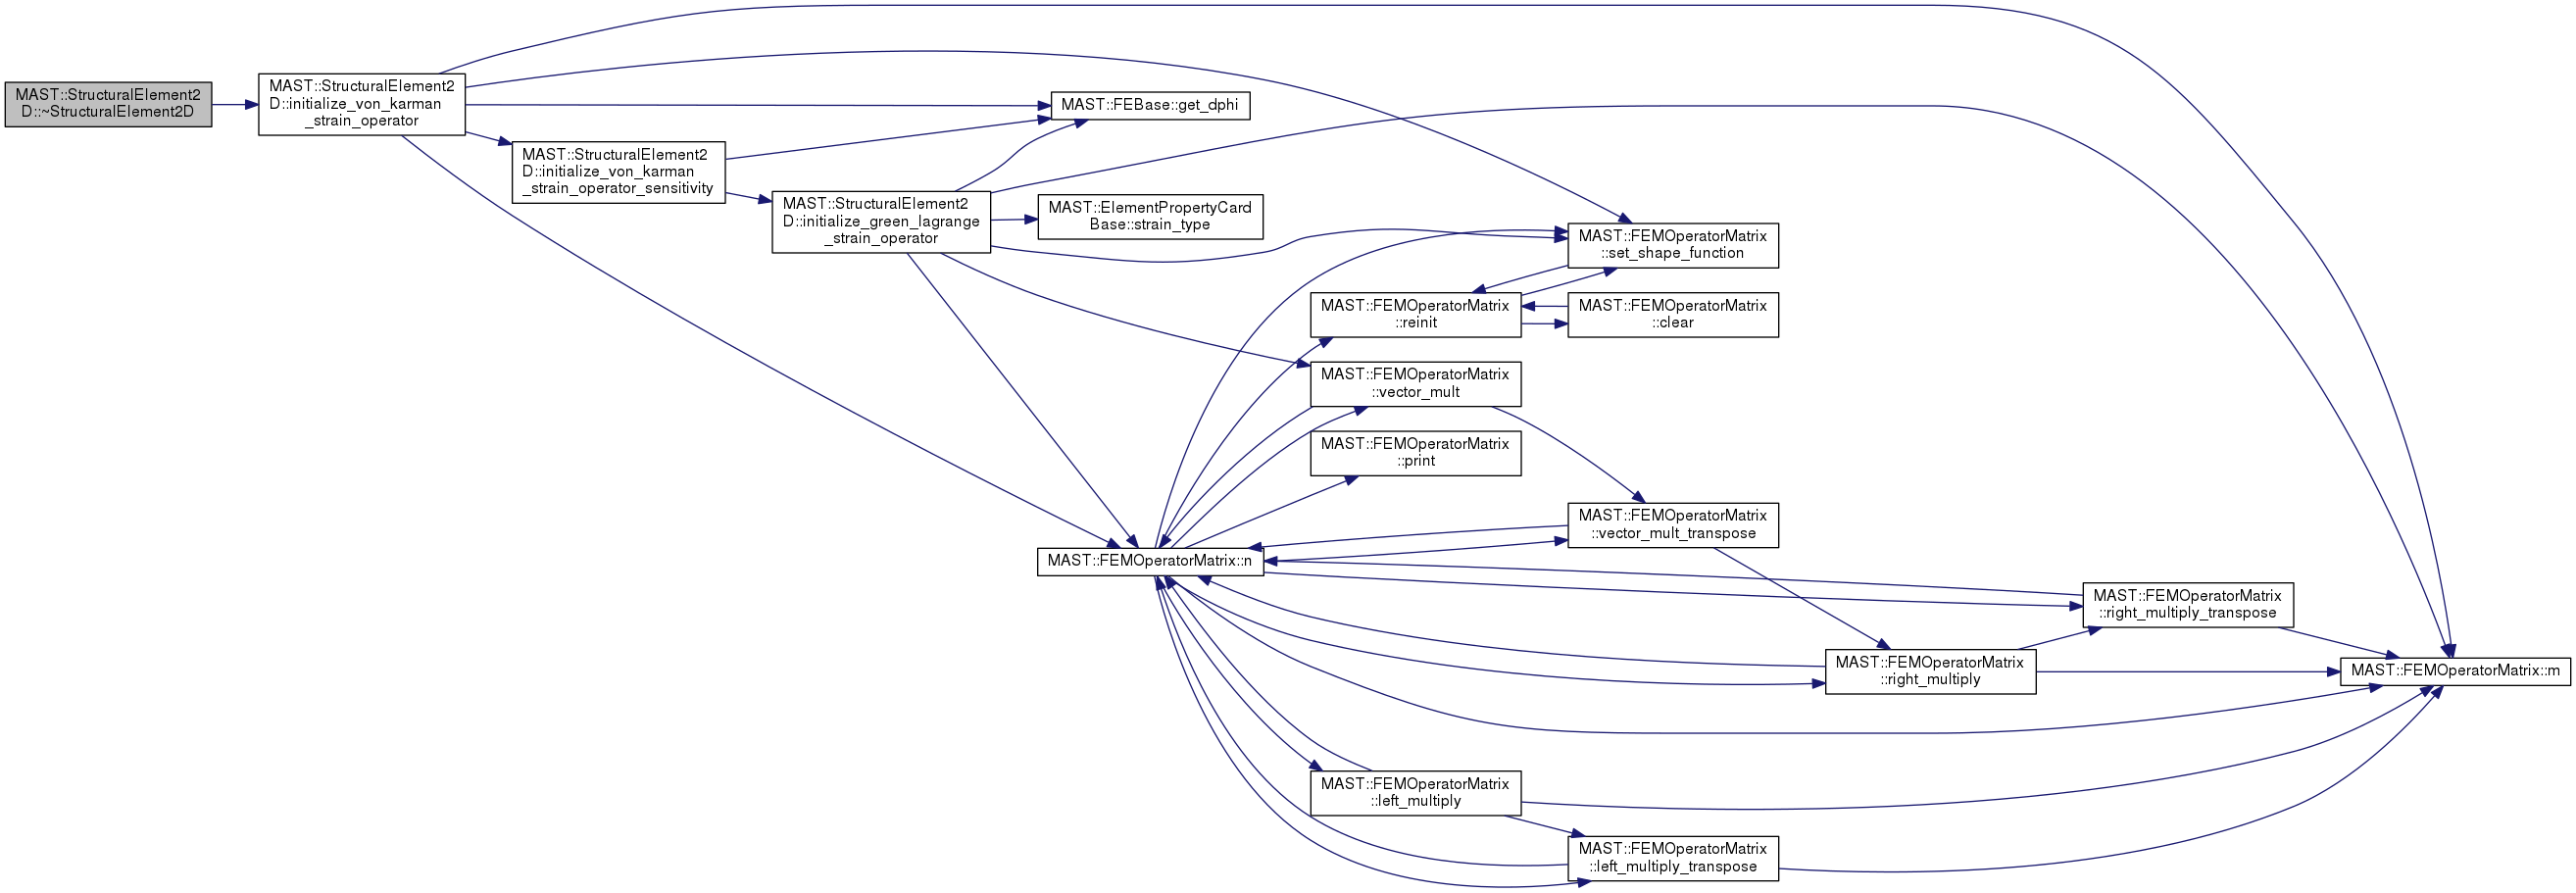 MAST::StructuralElement2
D::~StructuralElement2D
MAST::StructuralElement2
D::initialize_von_karman
_strain_operator
MAST::StructuralElement2
D::initialize_von_karman
_strain_operator_sensitivity
MAST::StructuralElement2
D::initialize_green_lagrange
_strain_operator
MAST::FEBase::get_dphi
MAST::ElementPropertyCard
Base::strain_type
MAST::FEMOperatorMatrix
::set_shape_function
MAST::FEMOperatorMatrix
::reinit
MAST::FEMOperatorMatrix
::clear
MAST::FEMOperatorMatrix
::vector_mult
MAST::FEMOperatorMatrix
::print
MAST::FEMOperatorMatrix
::vector_mult_transpose
MAST::FEMOperatorMatrix::n
MAST::FEMOperatorMatrix
::right_multiply_transpose
MAST::FEMOperatorMatrix
::right_multiply
MAST::FEMOperatorMatrix::m
MAST::FEMOperatorMatrix
::left_multiply
MAST::FEMOperatorMatrix
::left_multiply_transpose